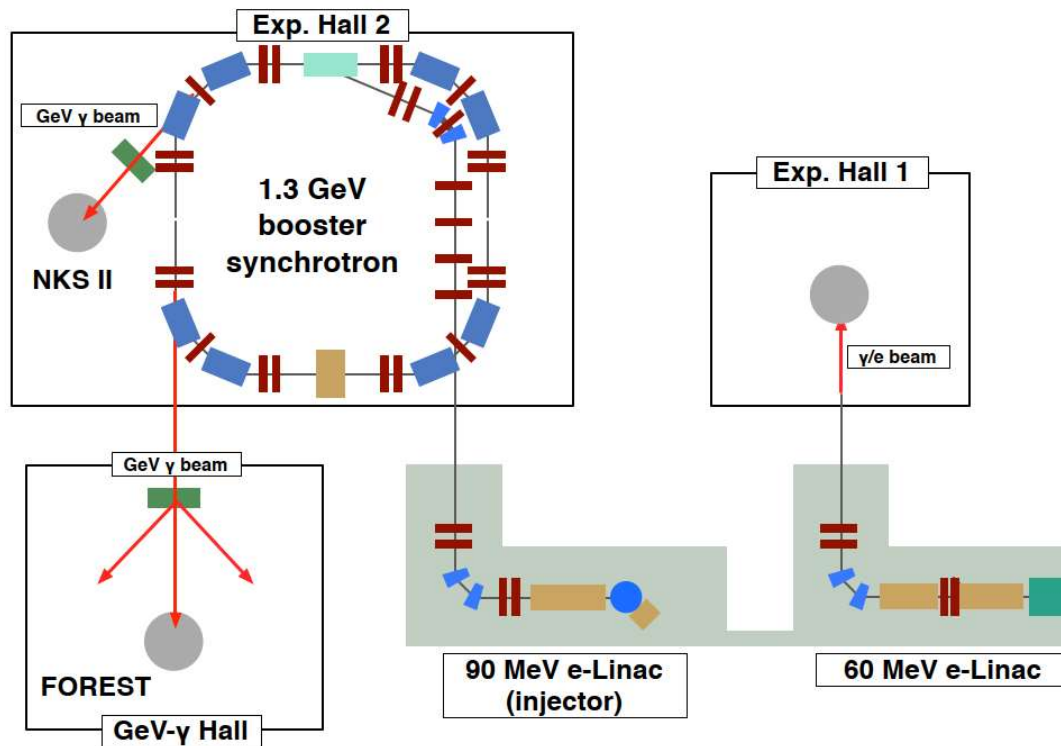 Exp. Hall 2
GeV γ beam
1.3 GeV
booster
synchrotron
NKS II
Exp. Hall 1
γ/e beam
GeV γ beam
FOREST
GeV-γ Hall
90 MeV e-Linac
(injector)
60 MeV e-Linac